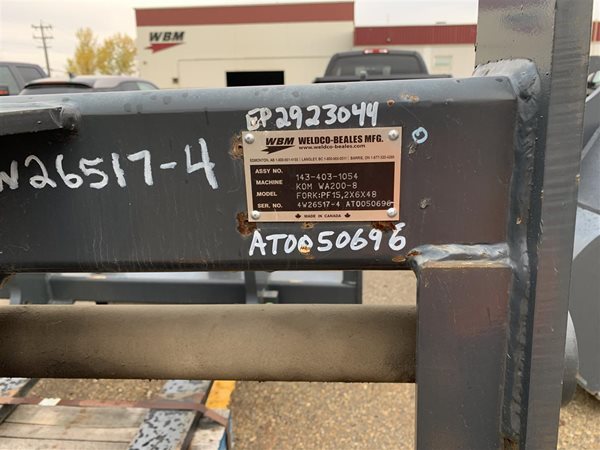 WBM
EP2923044
W26517-4
WBM WELDCO-BEALES MFG.
www.weldco-beales.com
ASSY NO. 143-403-1054
MACHINE KOM WA200-8
MODEL FORK:PF15,2X6X48
SER. NO. 4W26517-4 AT0050696
MADE IN CANADA
AT0050696